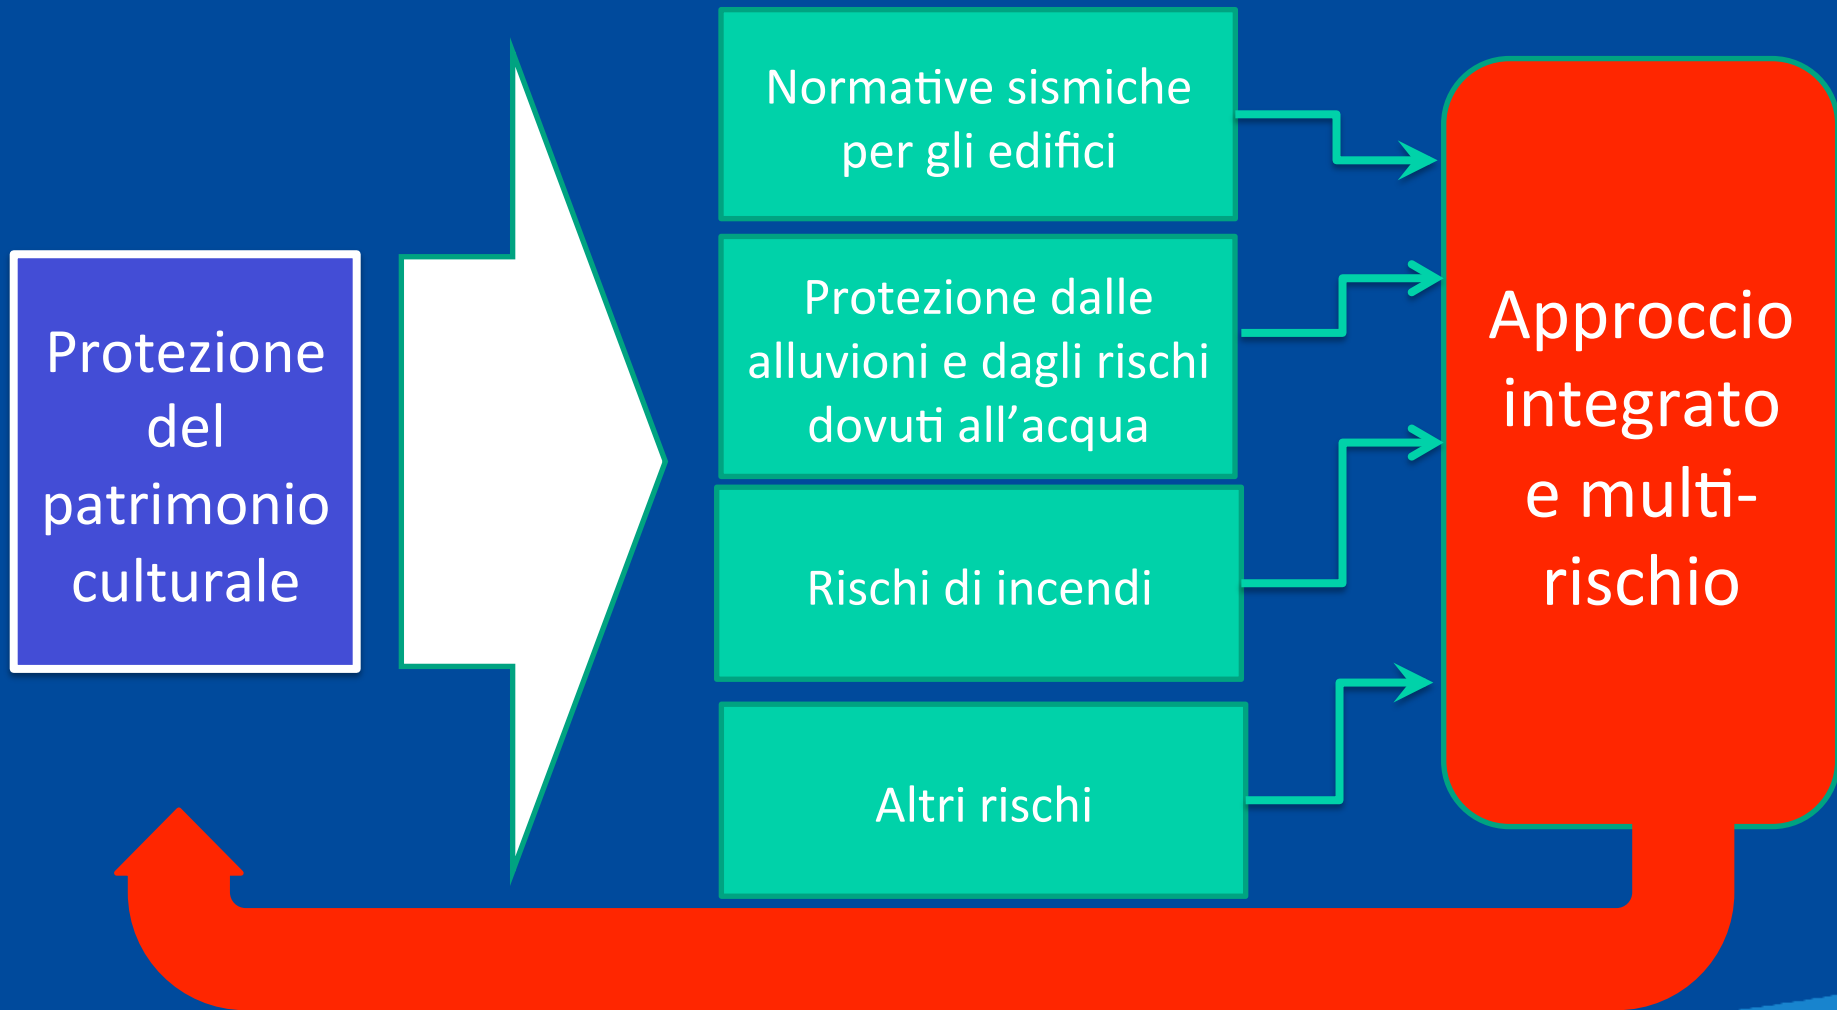 Protezione
del
patrimonio
culturale
Normative sismiche
per gli edifici
Protezione dalle
alluvioni e dagli rischi
dovuti all’acqua
Rischi di incendi
Altri rischi
Approccio
integrato
e multi-
rischio